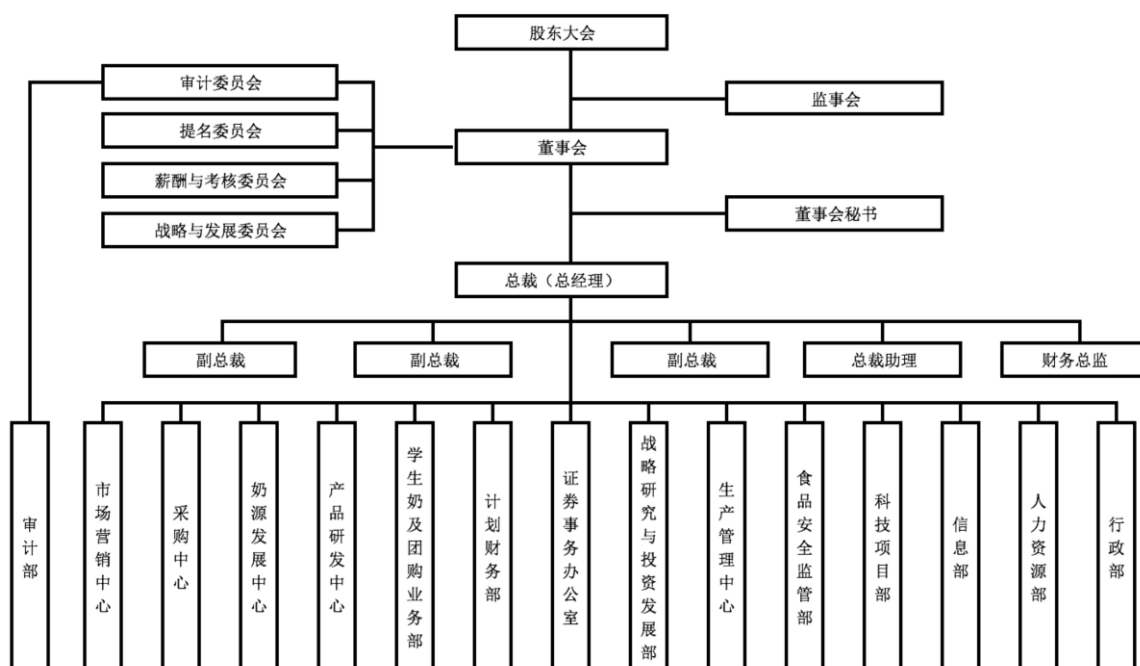 股东大会
审计委员会
监事会
提名委员会
董事会
薪酬与考核委员会
战略与发展委员会
董事会秘书
总裁（总经理）
副总裁
副总裁
副总裁
总裁助理
财务总监
审计部
市场营销中心
采购中心
奶源发展中心
产品研发中心
学生奶及团购业务部
计划财务部
证券事务办公室
战略研究与投资发展部
生产管理中心
食品安全监管部
科技项目部
信息部
人力资源部
行政部